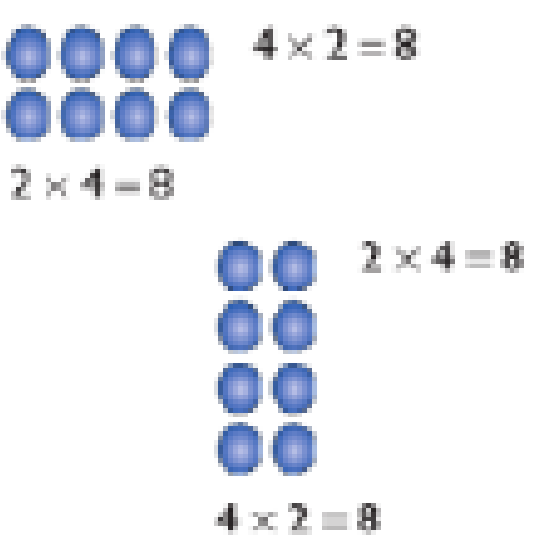 4 × 2 = 8
2 × 4 = 8
2 × 4 = 8
4 × 2 = 8